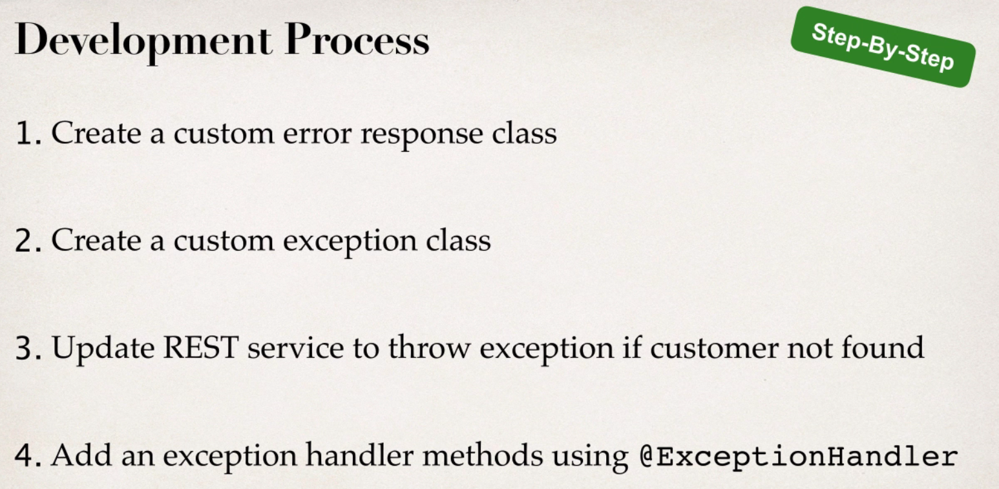 Development Process
Step-By-Step
1. Create a custom error response class
2. Create a custom exception class
3. Update REST service to throw exception if customer not found
4. Add an exception handler methods using @ExceptionHandler